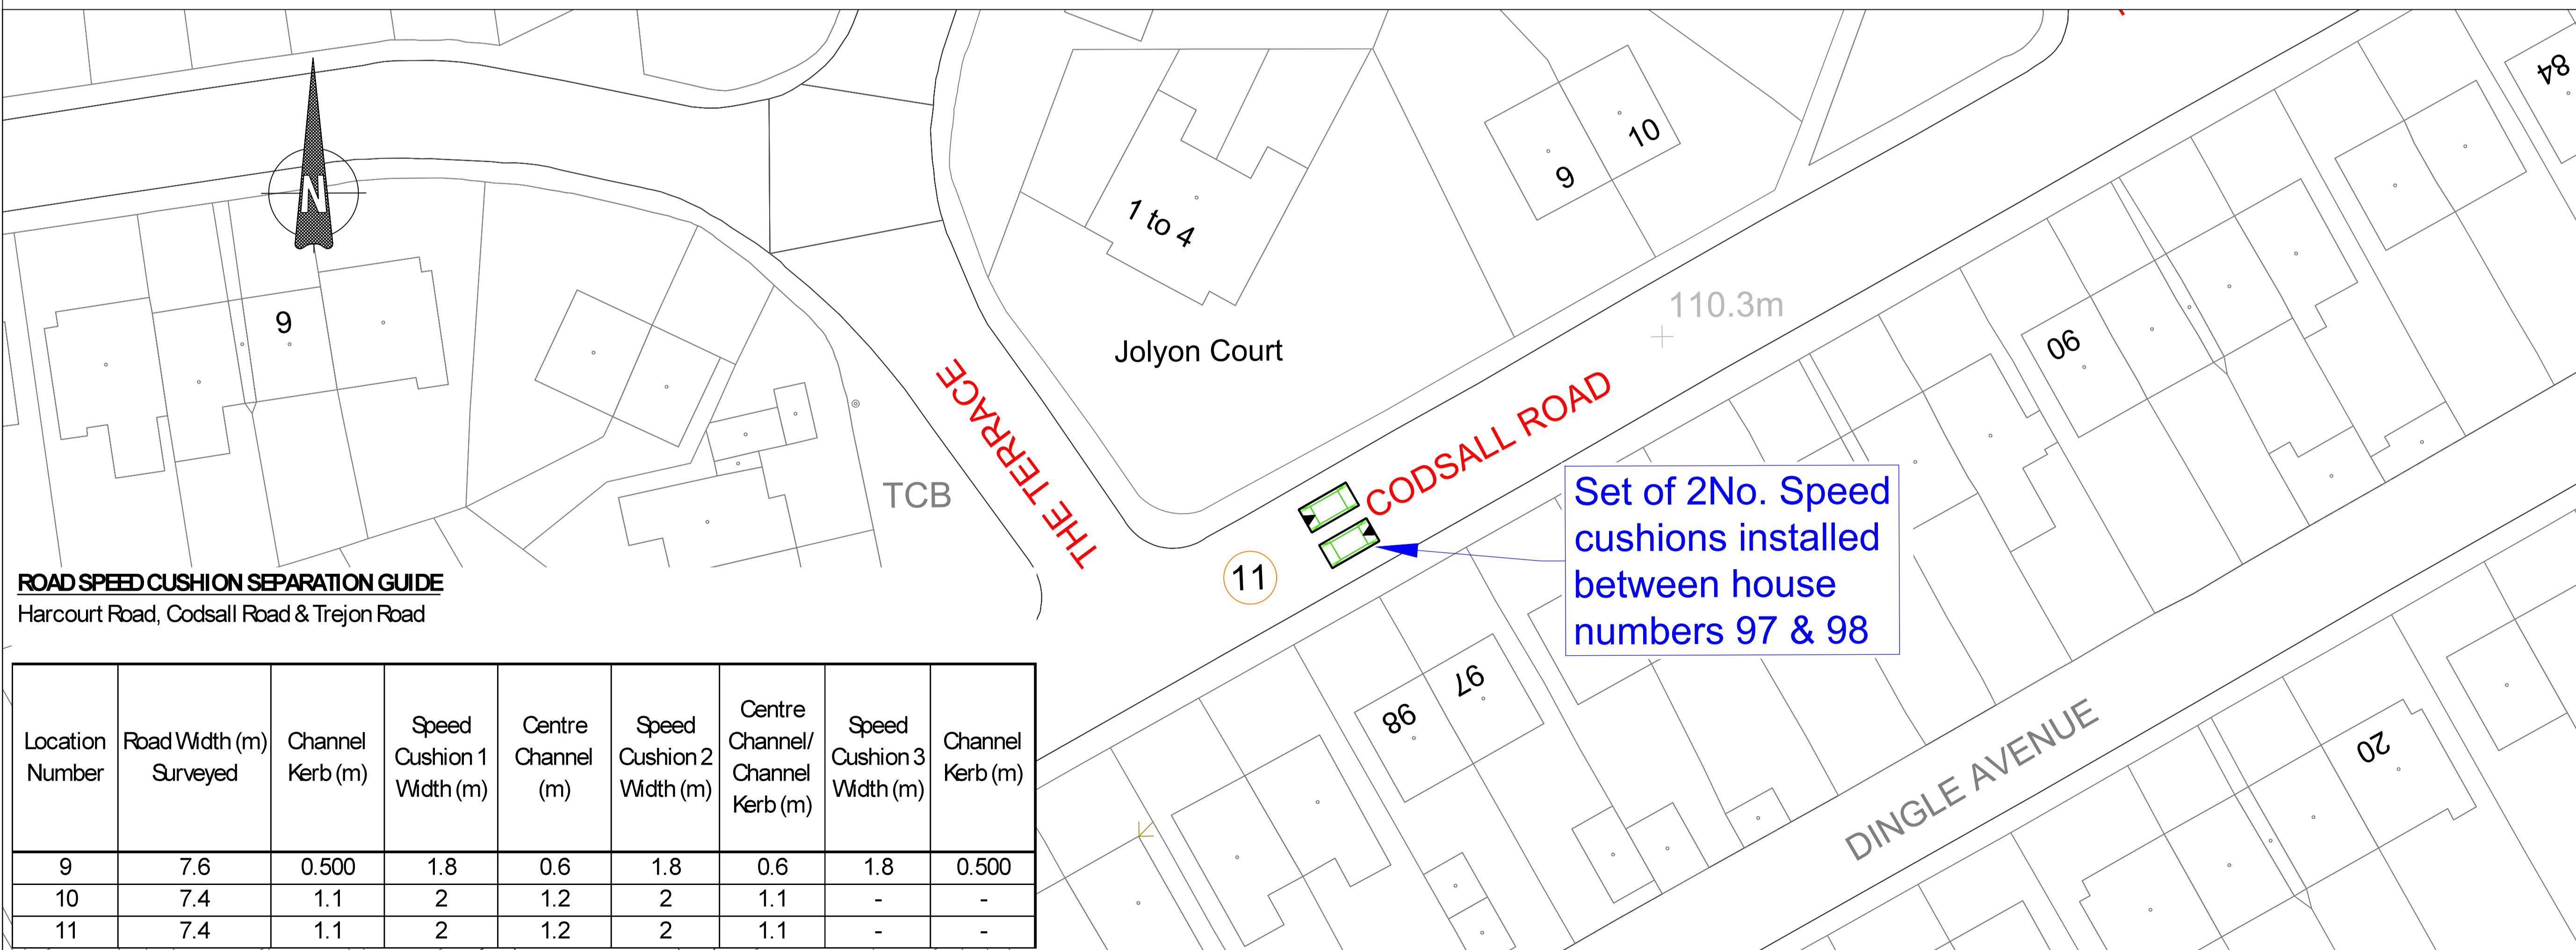 N
9
1 to 4
9
10
84
Jolyon Court
110.3m
90
THE TERRACE
TCB
CODSALL ROAD
11
Set of 2No. Speed
cushions installed
between house
numbers 97 & 98
97
98
DINGLE AVENUE
20
ROAD SPEED CUSHION SEPARATION GUIDE
Harcourt Road, Codsall Road & Trejon Road
Location Number | Road Width (m) Surveyed | Channel Kerb (m) | Speed Cushion 1 Width (m) | Centre Channel (m) | Speed Cushion 2 Width (m) | Centre Channel/ Channel Kerb (m) | Speed Cushion 3 Width (m) | Channel Kerb (m)
9 | 7.6 | 0.500 | 1.8 | 0.6 | 1.8 | 0.6 | 1.8 | 0.500
10 | 7.4 | 1.1 | 2 | 1.2 | 2 | 1.1 | - | -
11 | 7.4 | 1.1 | 2 | 1.2 | 2 | 1.1 | - | -